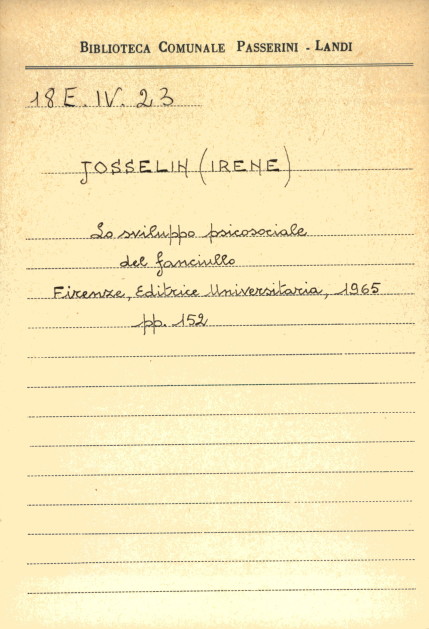 BIBLIOTECA COMUNALE PASSERINI - LANDI
18 E. IV. 23
JOSSELIN (IRENE)
Lo sviluppo psicosociale
del fanciullo
Firenze, Editrice Universitaria, 1965
pp. 152